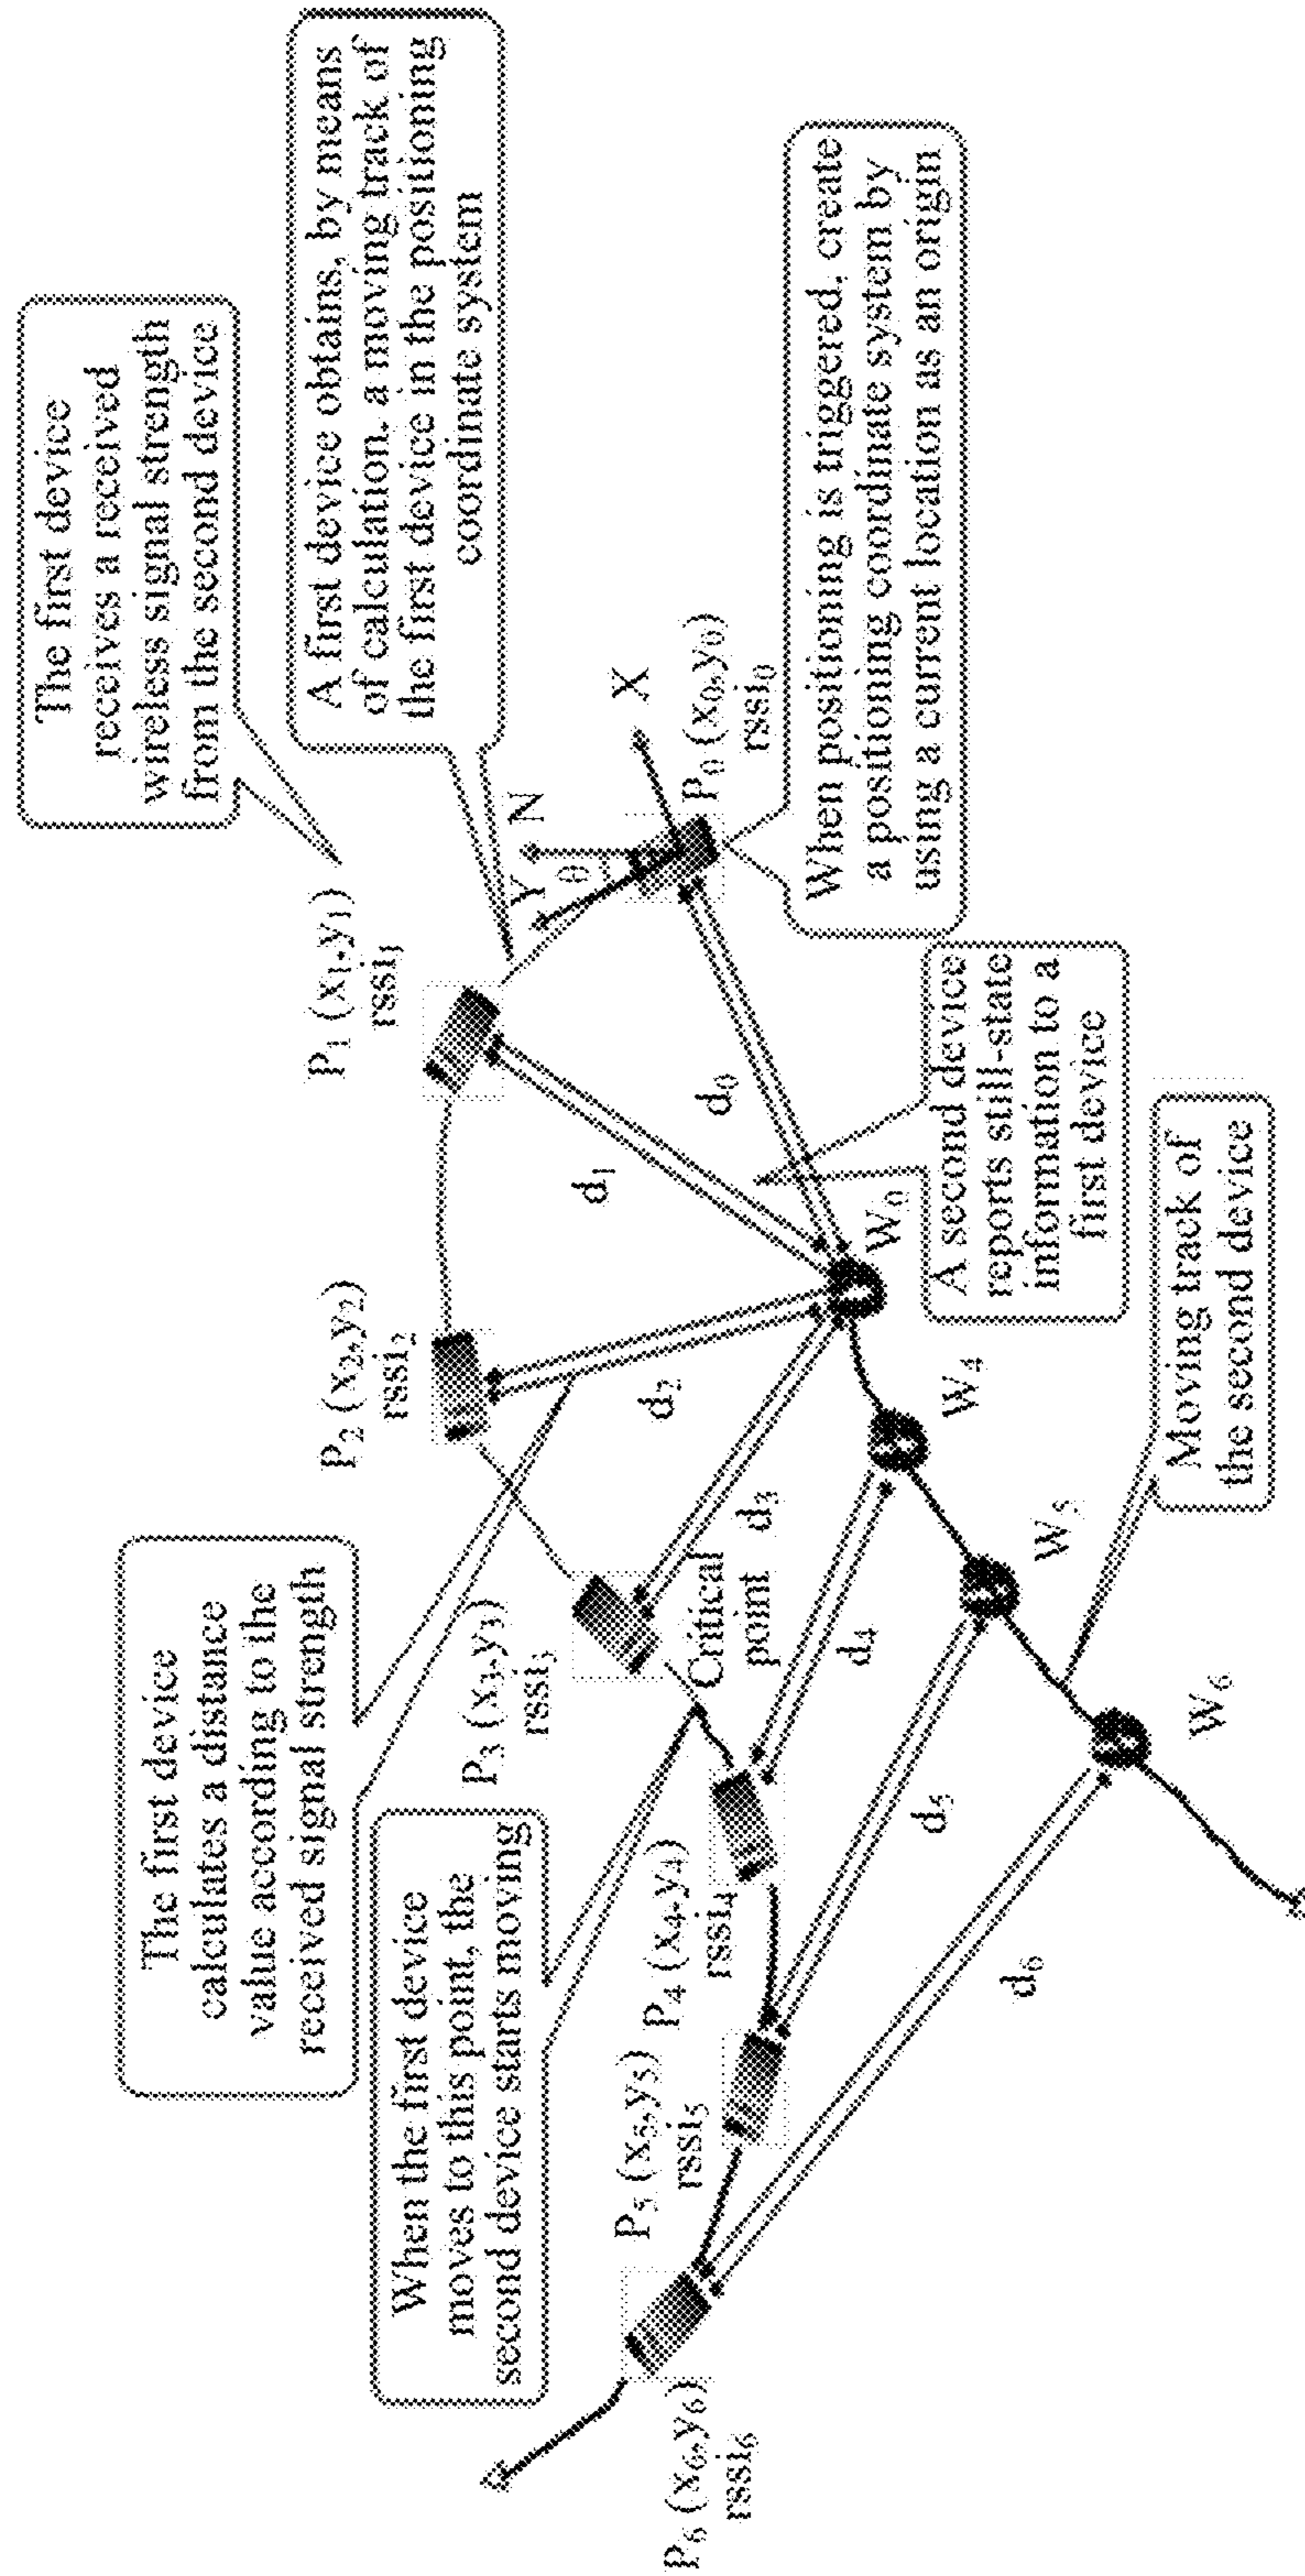 The first device
receives a received
wireless signal strength
from the second device
A first device obtains, by means
of calculation, a moving track of
the first device in the positioning
coordinate system
The first device
calculates a distance
value according to the
received signal strength
When the first device
moves to this point, the
second device starts moving
P₆ (x₆,y₆)
rssi₆
P₅ (x₅,y₅)
rssi₅
P₄ (x₄,y₄)
rssi₄
P₃ (x₃,y₃)
rssi₃
P₂ (x₂,y₂)
rssi₂
P₁ (x₁,y₁)
rssi₁
Y
N
θ
X
P₀ (x₀,y₀)
rssi₀
Critical
point
d₆
d₅
d₄
d₃
d₂
d₁
d₀
W₆
W₅
W₄
W₀
When positioning is triggered, create
a positioning coordinate system by
using a current location as an origin
A second device
reports still-state
information to a
first device
Moving track of
the second device